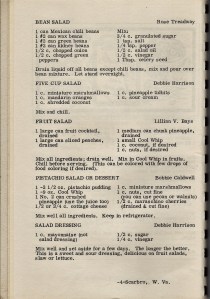 BEAN SALAD Rose Treadway
1 can Mexican chili beans Mix:
1 #2 can wax beans 3/4 c. granulated sugar
1 #2 can green beans 1 tsp. salt
1 #2 can kidney beans 1/4 tsp. pepper
1/2 c. chopped onion 1/2 c. salad oil
1/2 c. chopped green 1/2 c. vinegar
peppers 1 Tbsp. celery seed
Drain liquid off all beans except chili beans, mix and pour over
bean mixture. Let stand overnight.
FIVE CUP SALAD Debbie Harrison
1 c. miniature marshmallows 1 c. pineapple bits
1 c. mandarin oranges 1 c. sour cream
1 c. shredded coconut
Mix and chill.
FRUIT SALAD Lillian V. Baye
1 large can fruit cocktail, 1 medium can chunk pineapple,
drained drained
1 large can sliced peaches, 1 small Cool Whip
drained 1 c. coconut, if desired
1 c. nuts, if desired
Mix all ingredients; drain well. Mix in Cool Whip in fruits.
Chill before serving. (This can be colored with few drops of
food coloring if desired).
PISTACHIO SALAD OR DESSERT Debbie Caldwell
1 -5 1/2 oz. pistachio pudding 1 c. miniature marshmallows
1 -9 oz. Cool Whip 1 c. nuts, cut fine
1 No. 2 can crushed (you can use pecans or walnuts)
pineapple (use the juice too) 1/2 c. maraschino cherries
1/2 or 3/4 c. cottage cheese (drained & cut fine)
Mix well all ingredients. Keep in refrigerator.
SALAD DRESSING Debbie Harrison
1 c. mayonnaise (not 1/2 c. sugar
salad dressing) 1/4 c. vinegar
Mix well and set aside for a few days. The longer the better.
This is a sweet and sour dressing, delicious on fruit salads,
slaw or lettuce.
-4-Scarbro, W. Va.